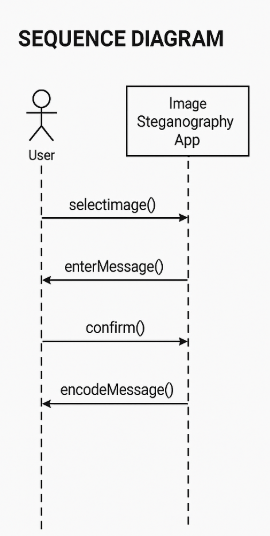 SEQUENCE DIAGRAM
Image
Steganography
App
User
selectimage()
enterMessage()
confirm()
encodeMessage()